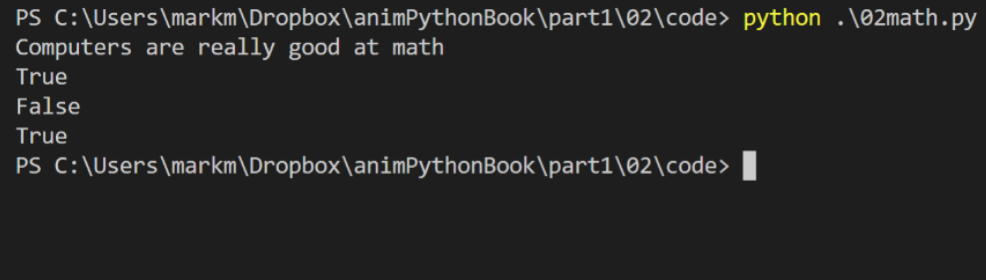 PS C:\Users\markm\Dropbox\animPythonBook\part1\02\code> python .\02math.py
Computers are really good at math
True
False
True
PS C:\Users\markm\Dropbox\animPythonBook\part1\02\code>